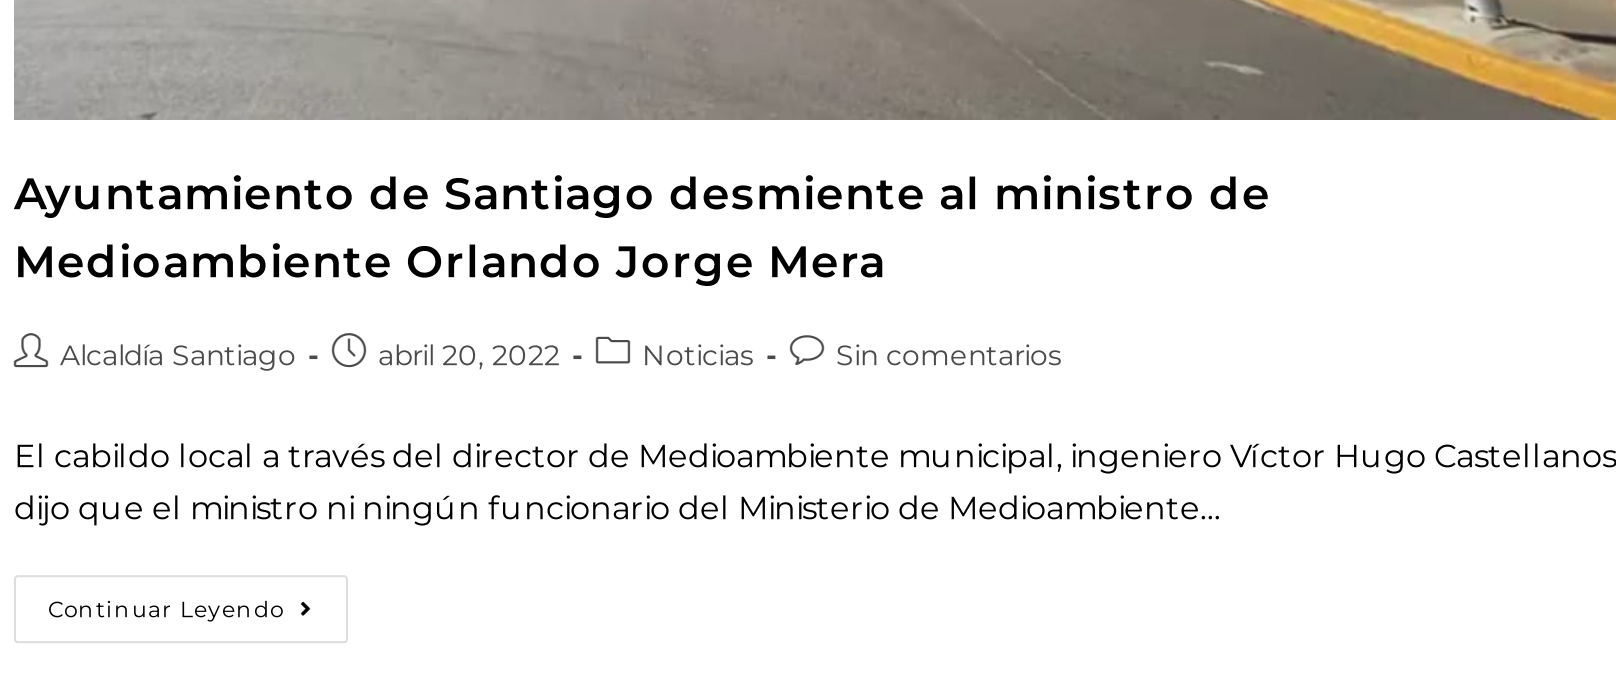 Ayuntamiento de Santiago desmiente al ministro de
Medioambiente Orlando Jorge Mera
Alcaldía Santiago - abril 20, 2022 - Noticias - Sin comentarios
El cabildo local a través del director de Medioambiente municipal, ingeniero Víctor Hugo Castellanos
dijo que el ministro ni ningún funcionario del Ministerio de Medioambiente...
Continuar Leyendo